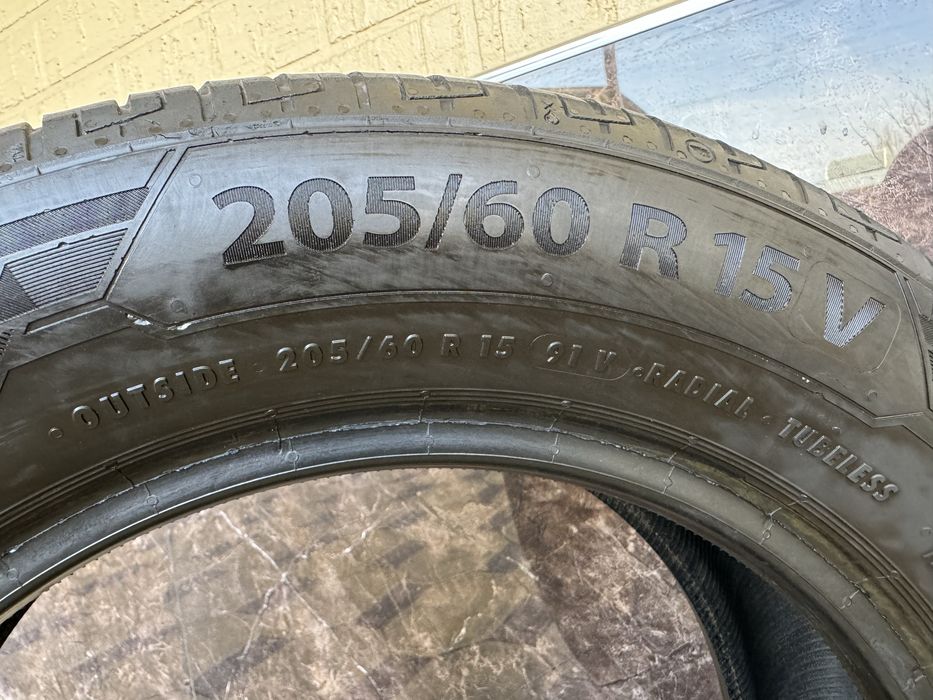 205/60 R 15 V
OUTSIDE 205/60 R 15 91 V RADIAL TUBELESS